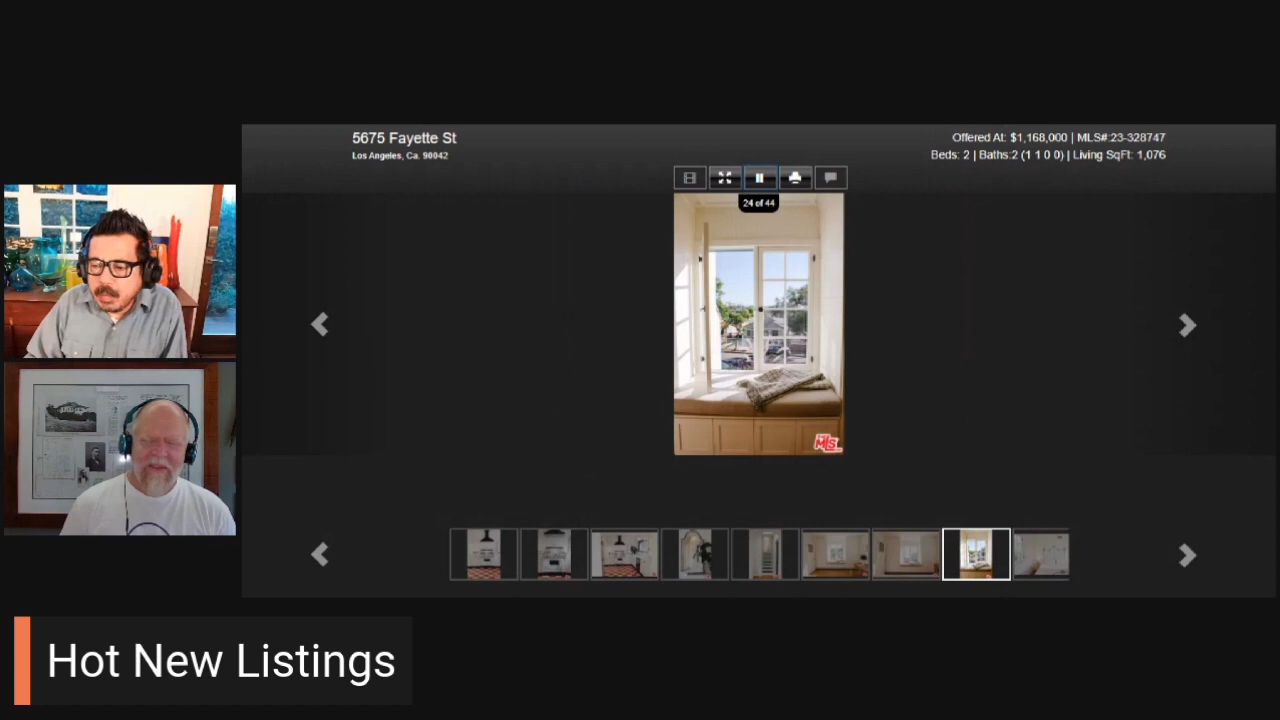 5675 Fayette St
Los Angeles, Ca. 90042
Offered At: $1,168,000 | MLS#:23-328747
Beds: 2 | Baths:2 (1 1 0 0) | Living SqFt: 1,076
24 of 44
MLS
Hot New Listings